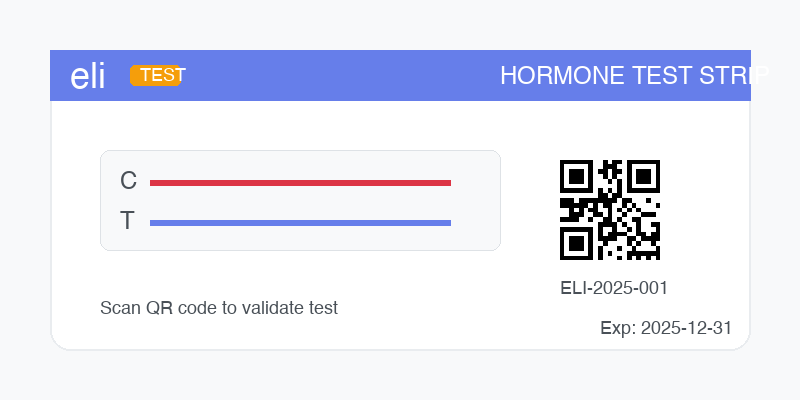 eli TEST HORMONE TEST STRIP
C
T
ELI-2025-001
Scan QR code to validate test
Exp: 2025-12-31